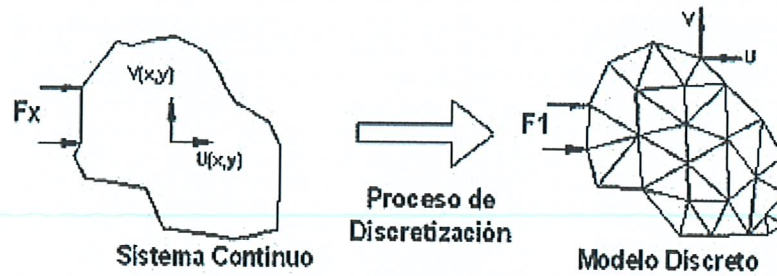 V(x,y)
Fx
U(x,y)
Sistema Continuo
Proceso de
Discretización
V
U
F1
Modelo Discreto